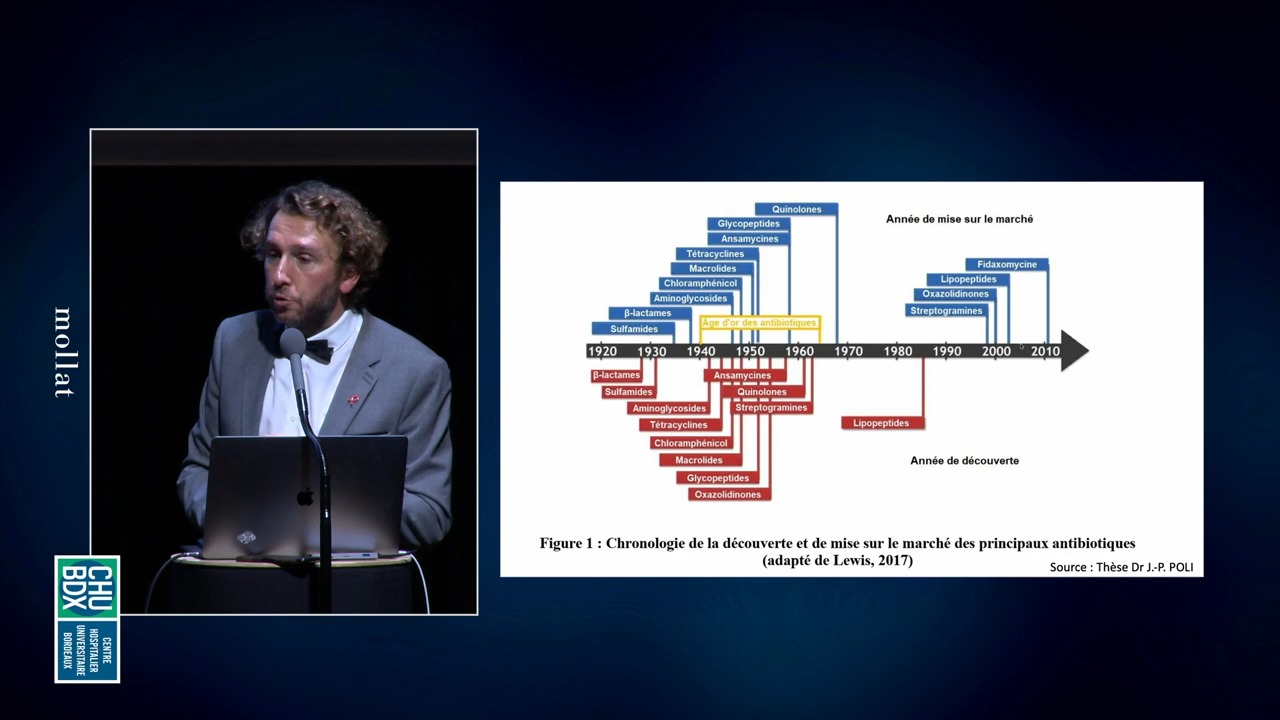 mollat
CHU
BDX
CENTRE
HOSPITALIER
UNIVERSITAIRE
BORDEAUX
Quinolones
Année de mise sur le marché
Glycopeptides
Ansamycines
Tétracyclines
Macrolides
Fidaxomycine
Chloramphénicol
Lipopeptides
Aminoglycosides
Oxazolidinones
β-lactames
Streptogramines
Sulfamides
Âge d'or des antibiotiques
1920 1930 1940 1950 1960 1970 1980 1990 2000 2010
β-lactames
Ansamycines
Sulfamides
Quinolones
Aminoglycosides
Streptogramines
Tétracyclines
Lipopeptides
Chloramphénicol
Macrolides
Année de découverte
Glycopeptides
Oxazolidinones
Figure 1 : Chronologie de la découverte et de mise sur le marché des principaux antibiotiques
(adapté de Lewis, 2017)
Source : Thèse Dr J.-P. POLI